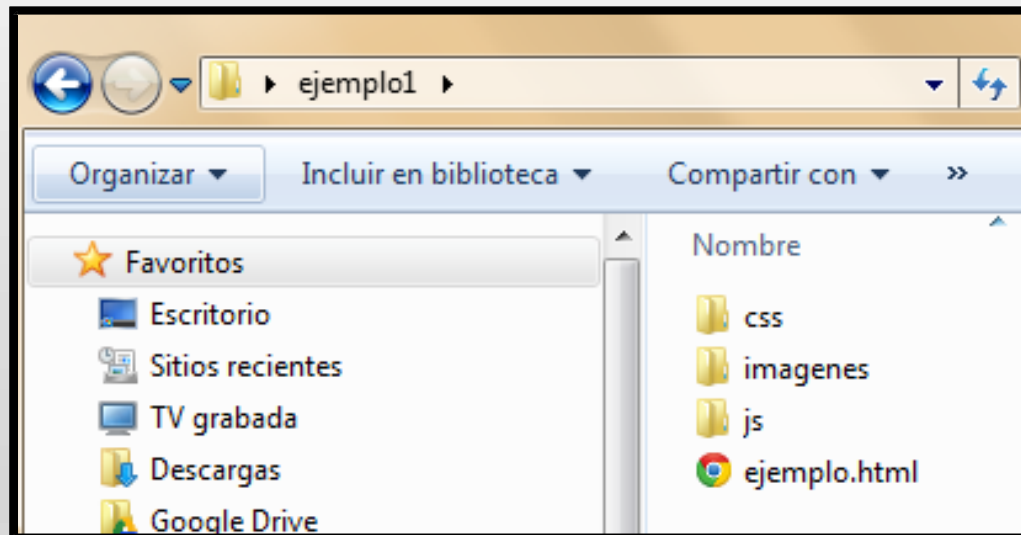 ejemplo1
Organizar Incluir en biblioteca Compartir con »
Favoritos
Escritorio
Sitios recientes
TV grabada
Descargas
Google Drive
Nombre
css
imagenes
js
ejemplo.html